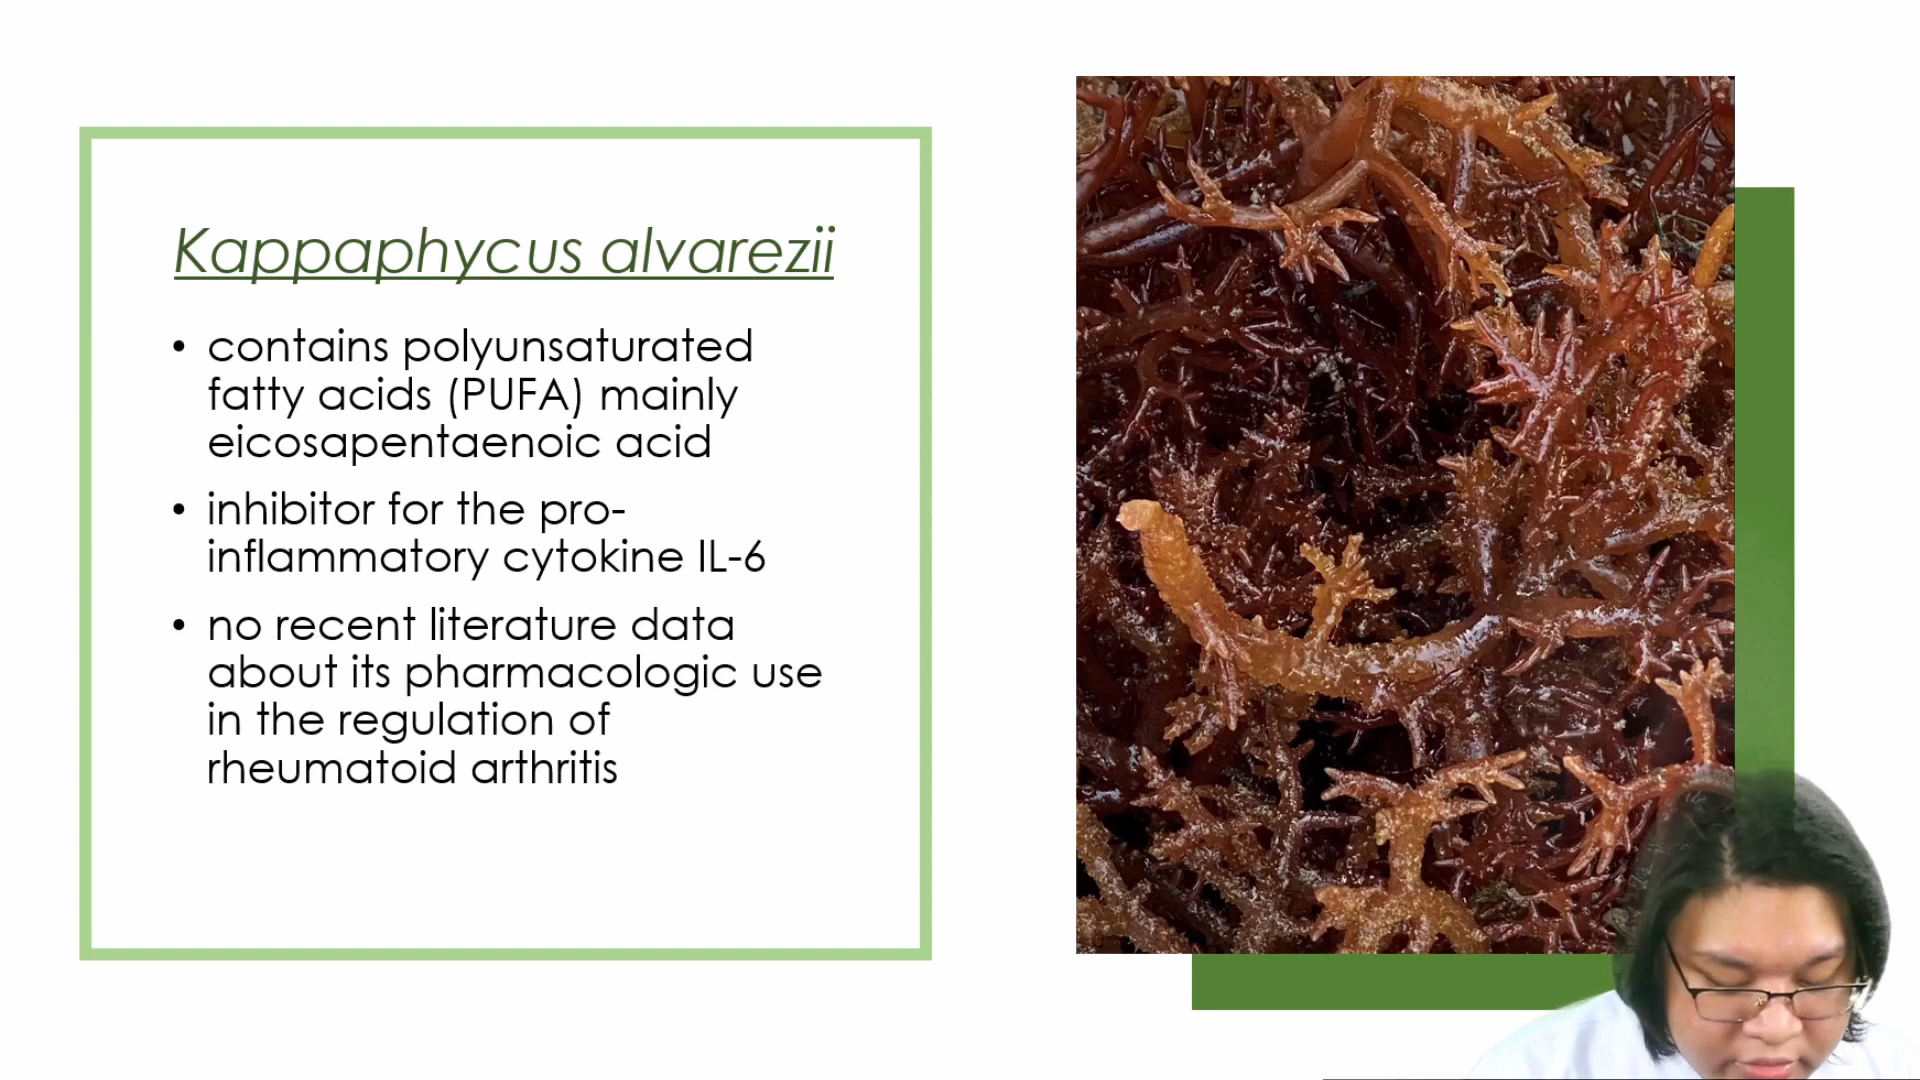 Kappaphycus alvarezii
• contains polyunsaturated
fatty acids (PUFA) mainly
eicosapentaenoic acid
• inhibitor for the pro-
inflammatory cytokine IL-6
• no recent literature data
about its pharmacologic use
in the regulation of
rheumatoid arthritis